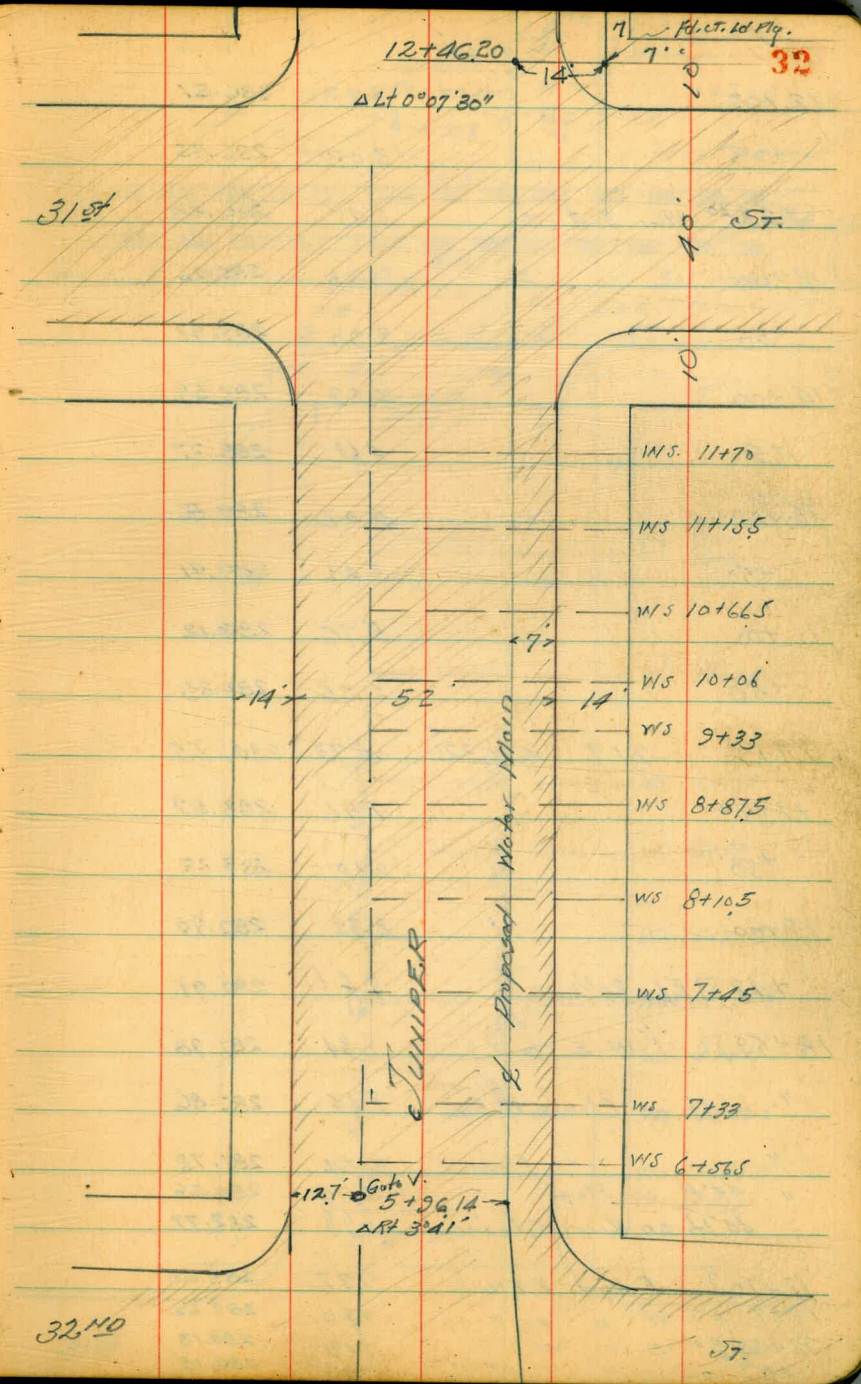 7 Fd. ct. Ld Plg.
12+46.20 7' 32
14' 10'
Δ Lt 0°07'30"
31st 40' St.
10'
WS. 11+70
WS 11+15.5
WS 10+66.5
7'
WS 10+06
14' 52' 14'
WS 9+33
WS 8+87.5
WS 8+10.5
℄ Proposed Water Main
JUNIPER
WS 7+45
WS 7+33
WS 6+56.5
12.7' Gate V.
5+96.14
Δ Rt 3°41'
32ND ST.